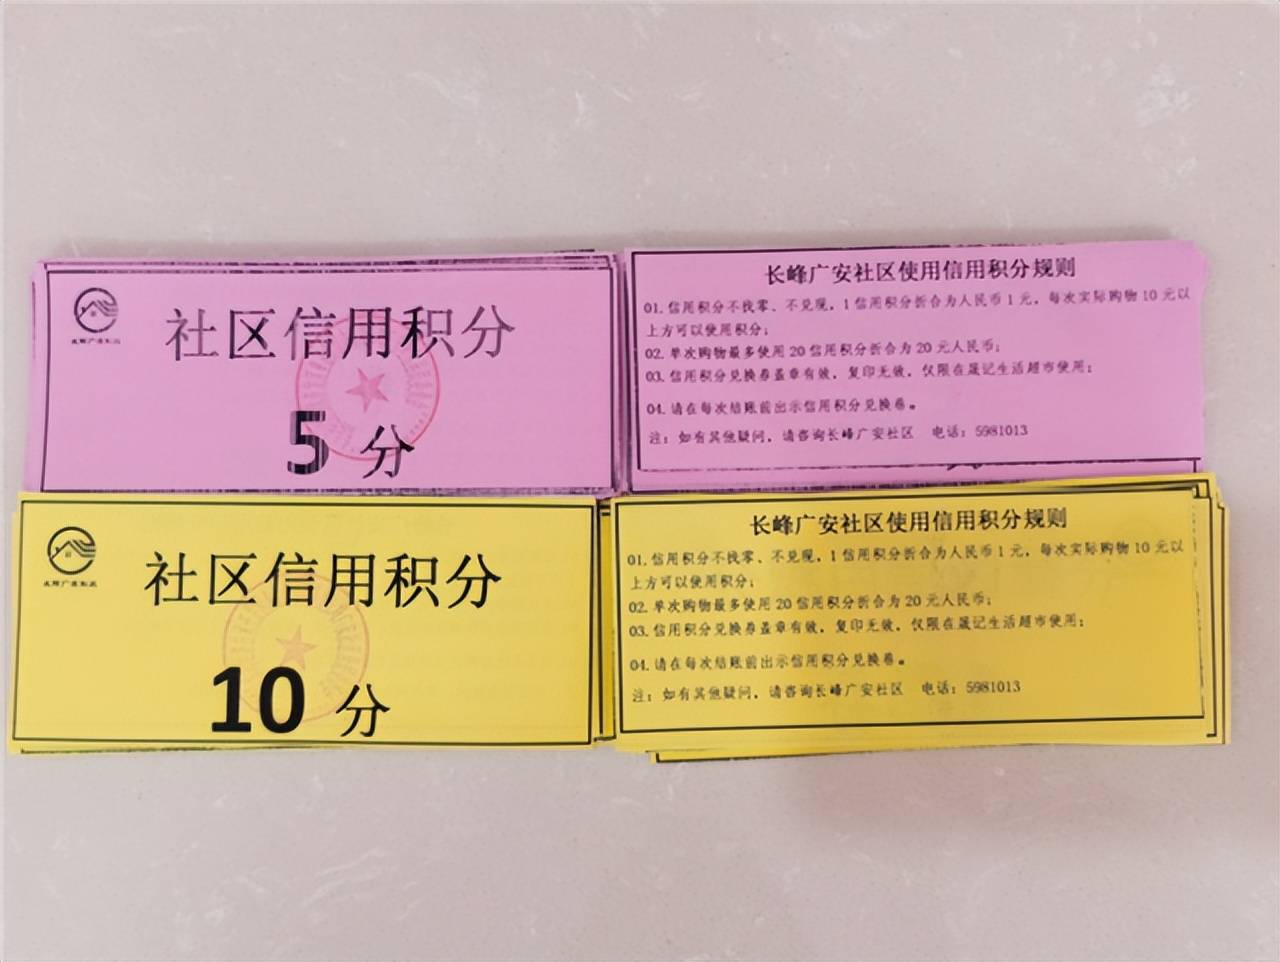 社区信用积分
5 分
长峰广安社区使用信用积分规则
01. 信用积分不找零、不兑现，1信用积分折合为人民币1元，每次实际购物10元以
上方可以使用积分；
02. 单次购物最多使用20信用积分折合为20元人民币；
03. 信用积分兑换券盖章有效，复印无效，仅限在晟记生活超市使用；
04. 请在每次结账前出示信用积分兑换卷。
注：如有其他疑问，请咨询长峰广安社区 电话：5981013
社区信用积分
10 分
长峰广安社区使用信用积分规则
01. 信用积分不找零、不兑现，1信用积分折合为人民币1元，每次实际购物10元以
上方可以使用积分；
02. 单次购物最多使用20信用积分折合为20元人民币；
03. 信用积分兑换券盖章有效，复印无效，仅限在晟记生活超市使用；
04. 请在每次结账前出示信用积分兑换卷。
注：如有其他疑问，请咨询长峰广安社区 电话：5981013